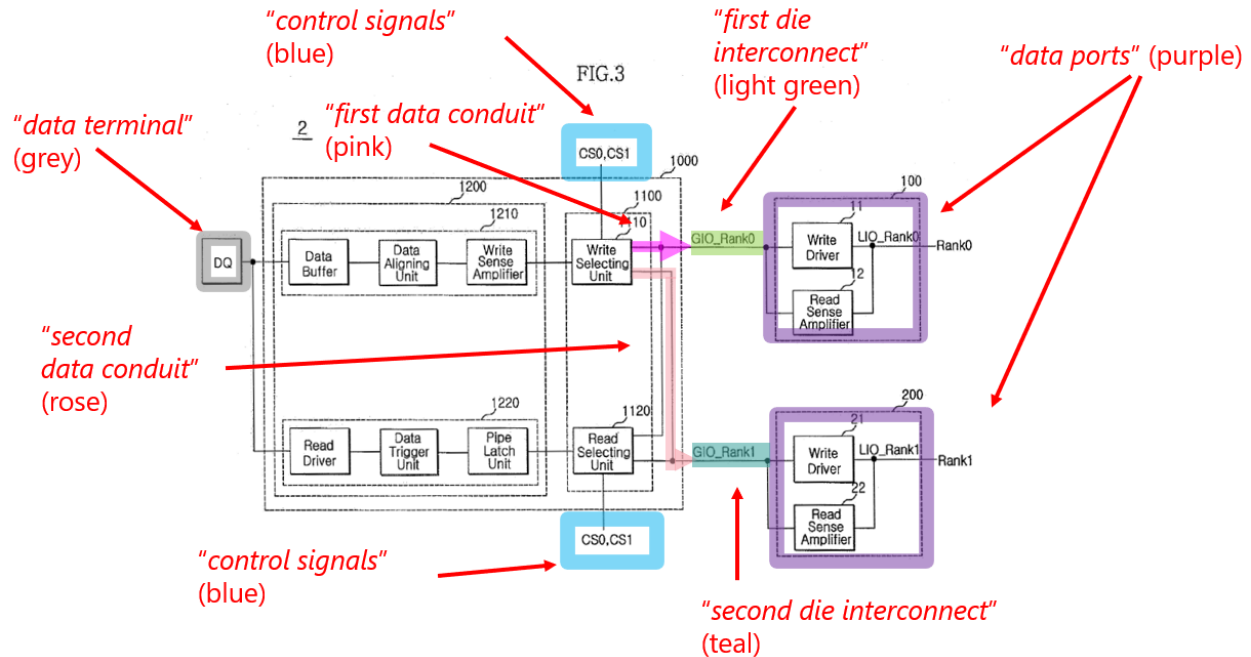 “control signals”
(blue)
“first die
interconnect”
(light green)
“data ports” (purple)
FIG.3
“data terminal”
(grey)
2
“first data conduit”
(pink)
CS0,CS1
1000
1200
1100
100
1210
110
11
DQ
Data
Buffer
Data
Aligning
Unit
Write
Sense
Amplifier
Write
Selecting
Unit
GIO_Rank0
Write
Driver
LIO_Rank0
Rank0
12
Read
Sense
Amplifier
“second
data conduit”
(rose)
1220
1120
200
21
Read
Driver
Data
Trigger
Unit
Pipe
Latch
Unit
Read
Selecting
Unit
GIO_Rank1
Write
Driver
LIO_Rank1
Rank1
22
Read
Sense
Amplifier
CS0,CS1
“control signals”
(blue)
“second die interconnect”
(teal)